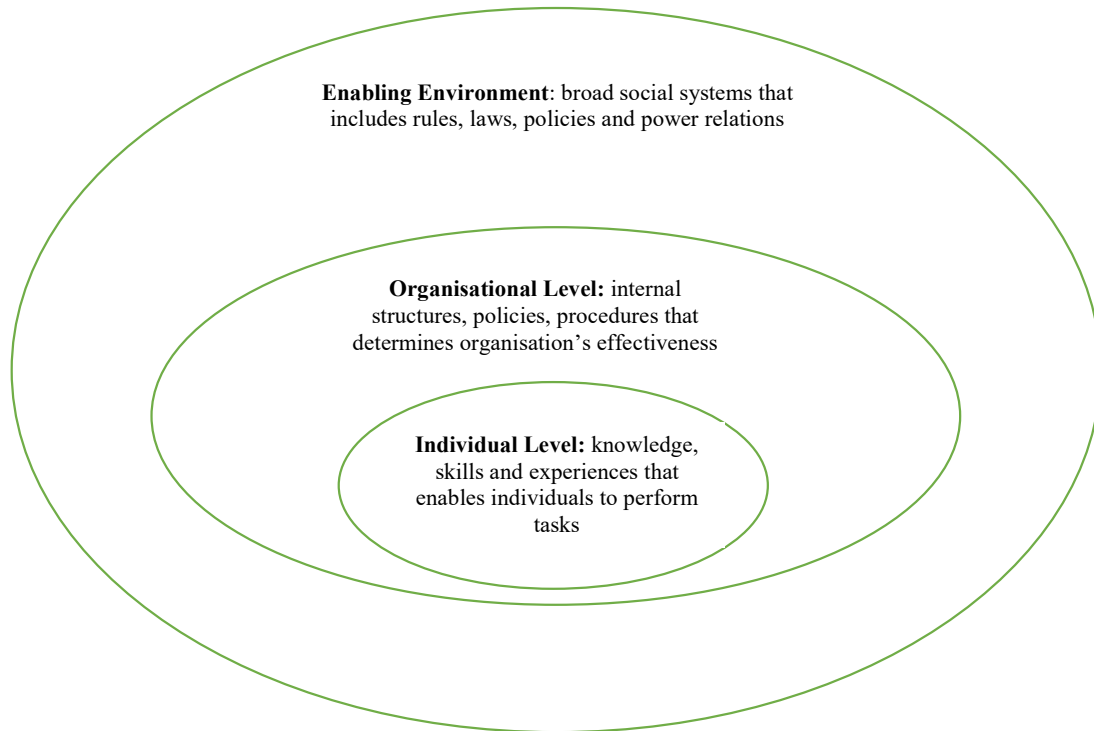 Enabling Environment: broad social systems that
includes rules, laws, policies and power relations
Organisational Level: internal
structures, policies, procedures that
determines organisation’s effectiveness
Individual Level: knowledge,
skills and experiences that
enables individuals to perform
tasks